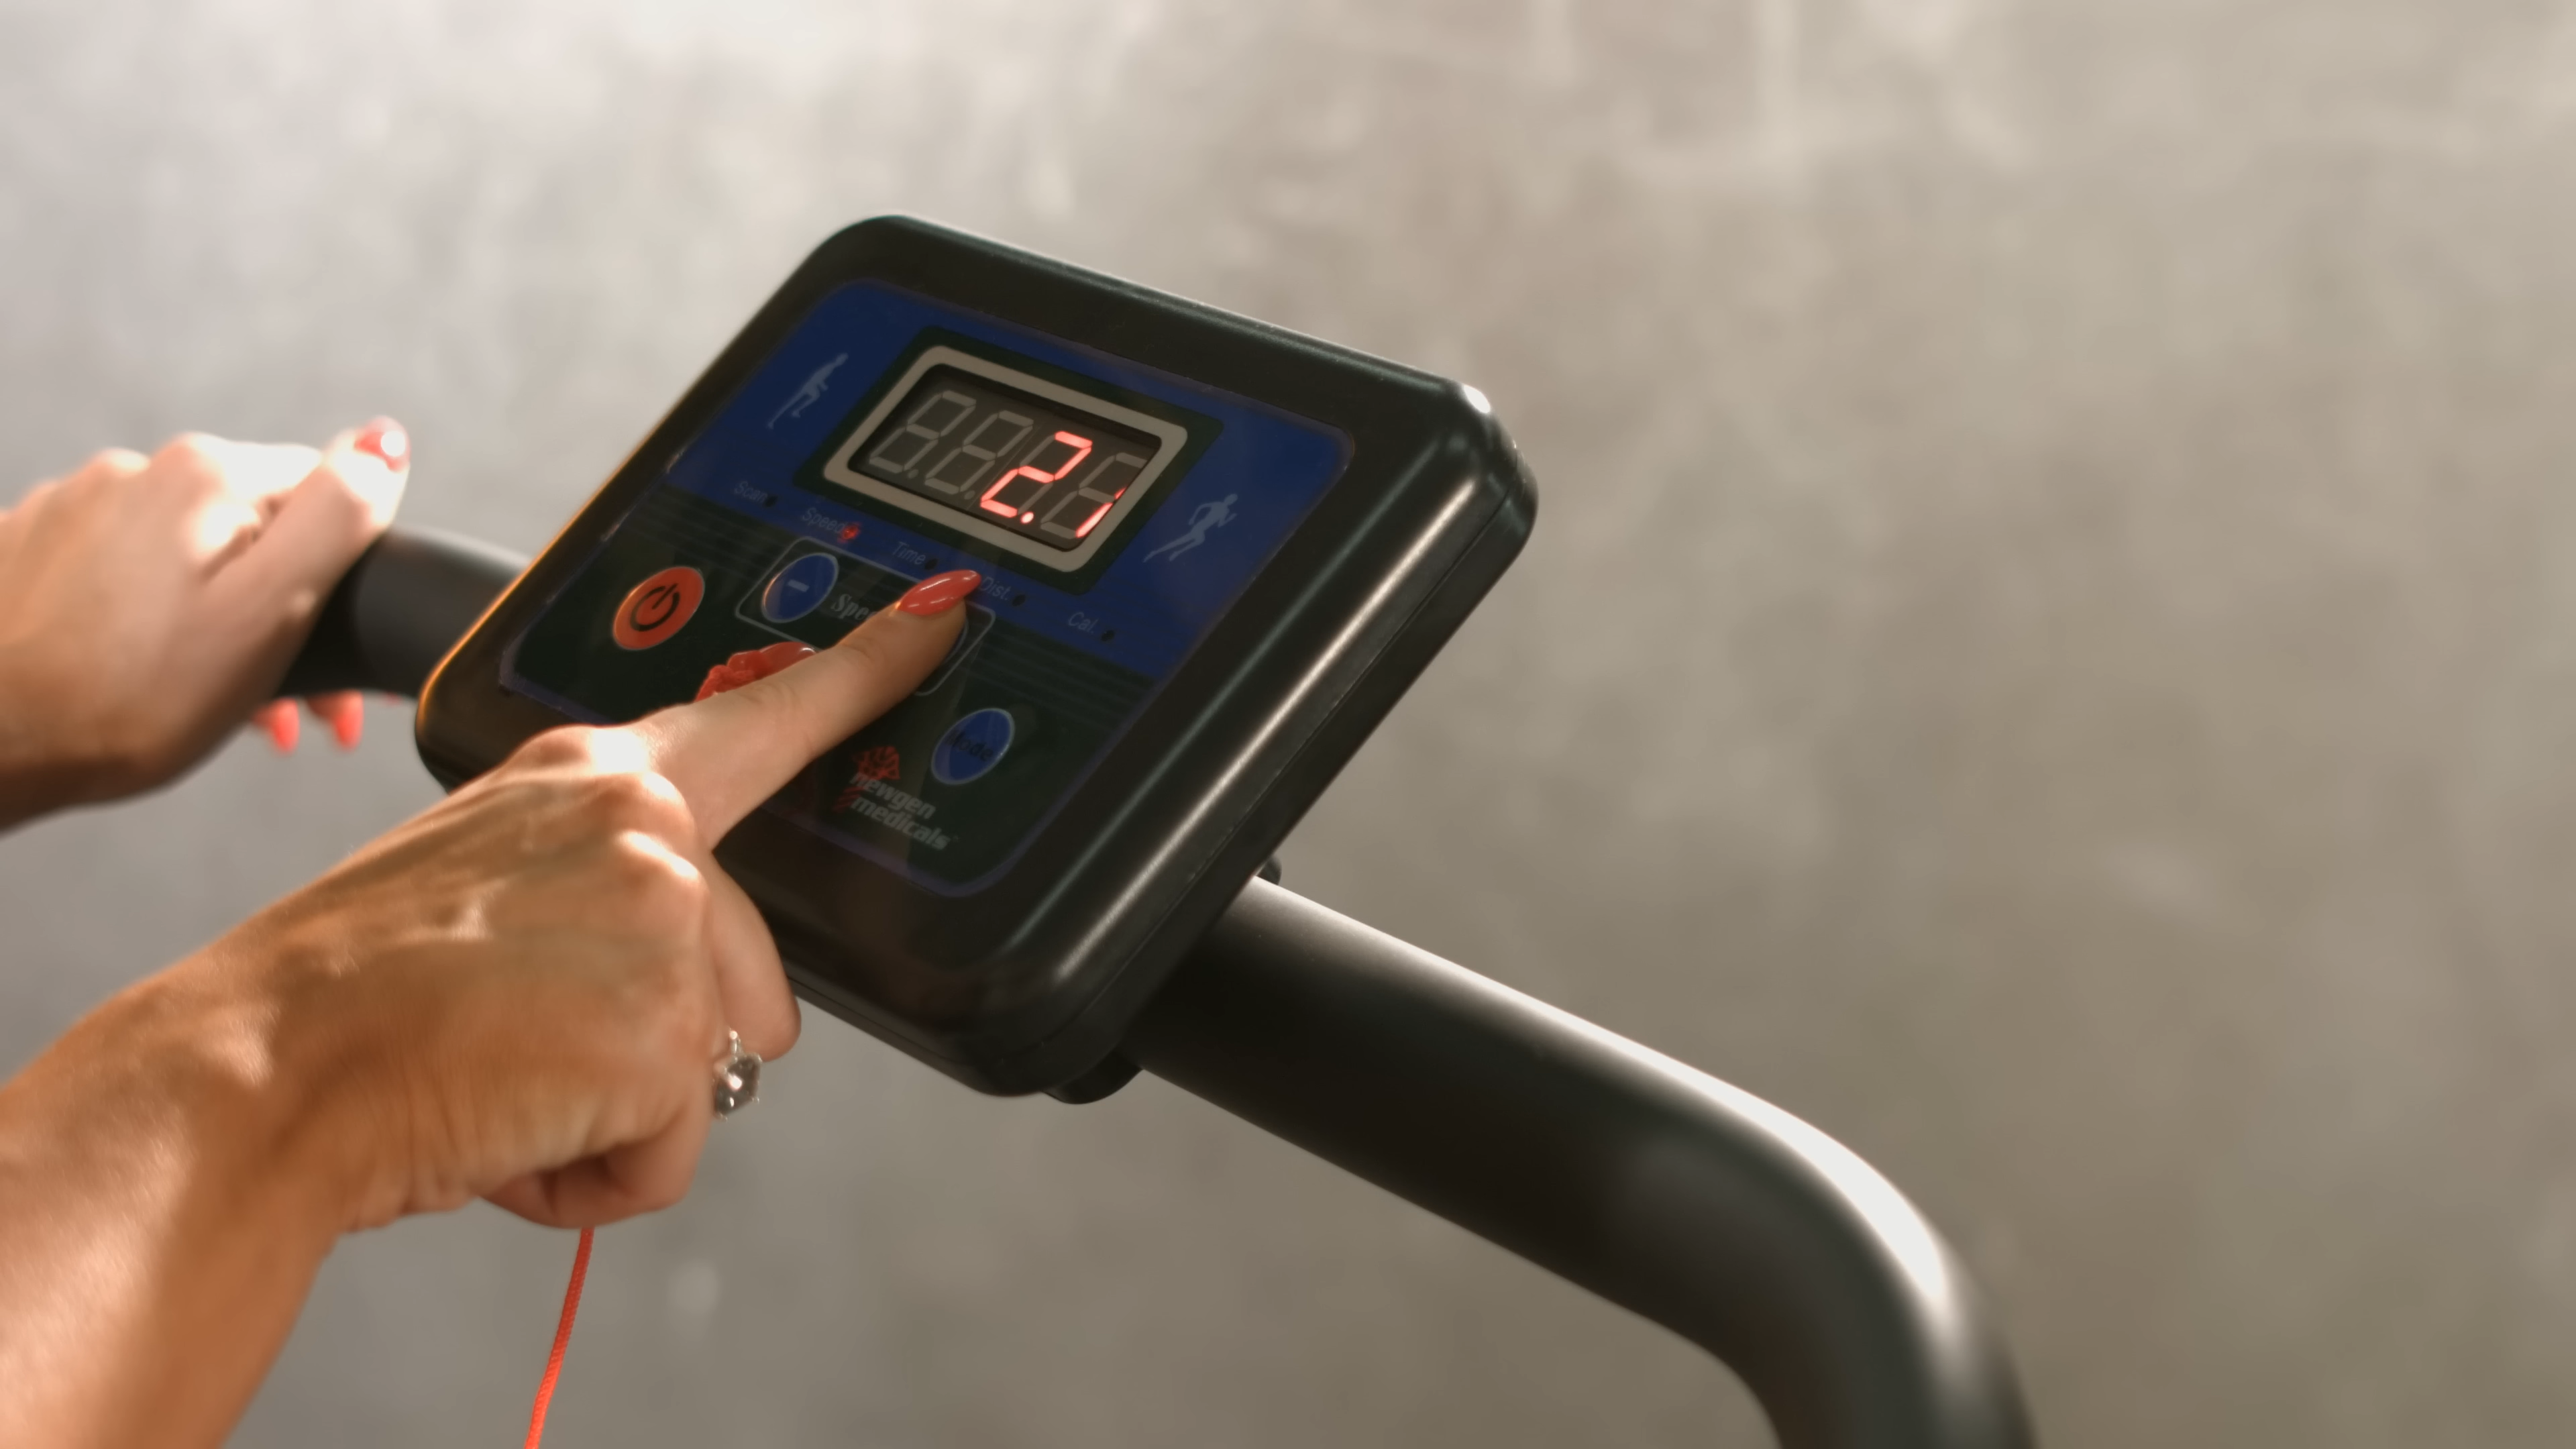 2.1
Scan
Speed
Time
Dist.
Cal.
Mode
newgen
medicals